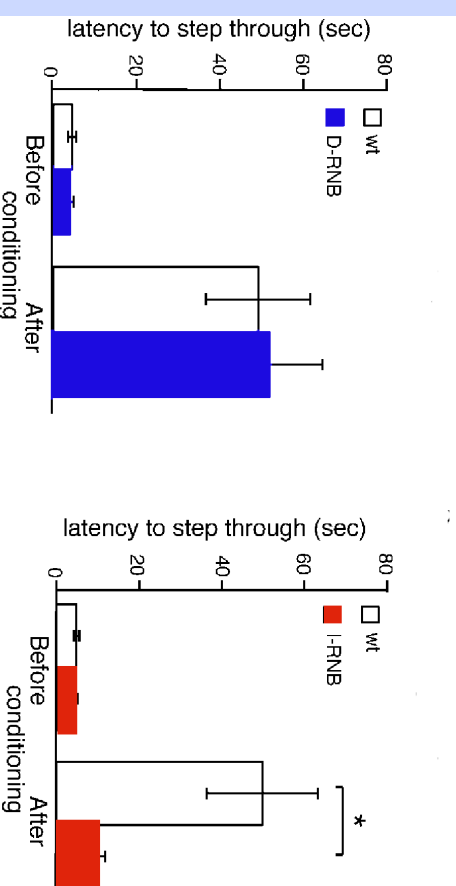 latency to step through (sec)
0 20 40 60 80
wt
D-RNB
Before After
conditioning
latency to step through (sec)
0 20 40 60 80
wt
I-RNB
*
Before After
conditioning